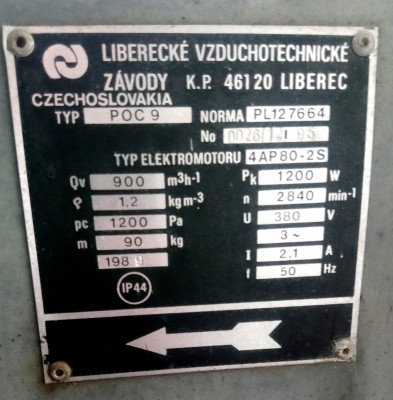 LIBERECKÉ VZDUCHOTECHNICKÉ
ZÁVODY K.P. 46120 LIBEREC
CZECHOSLOVAKIA
TYP POC 9 NORMA PL127664
No
TYP ELEKTROMOTORU 4AP80-2S
Qv 900 m³h-¹ Pk 1200 W
ρ 1,2 kgm-³ n 2840 min-¹
pc 1200 Pa U 380 V
m 90 kg 3~
198 I 2,1 A
f 50 Hz
IP44